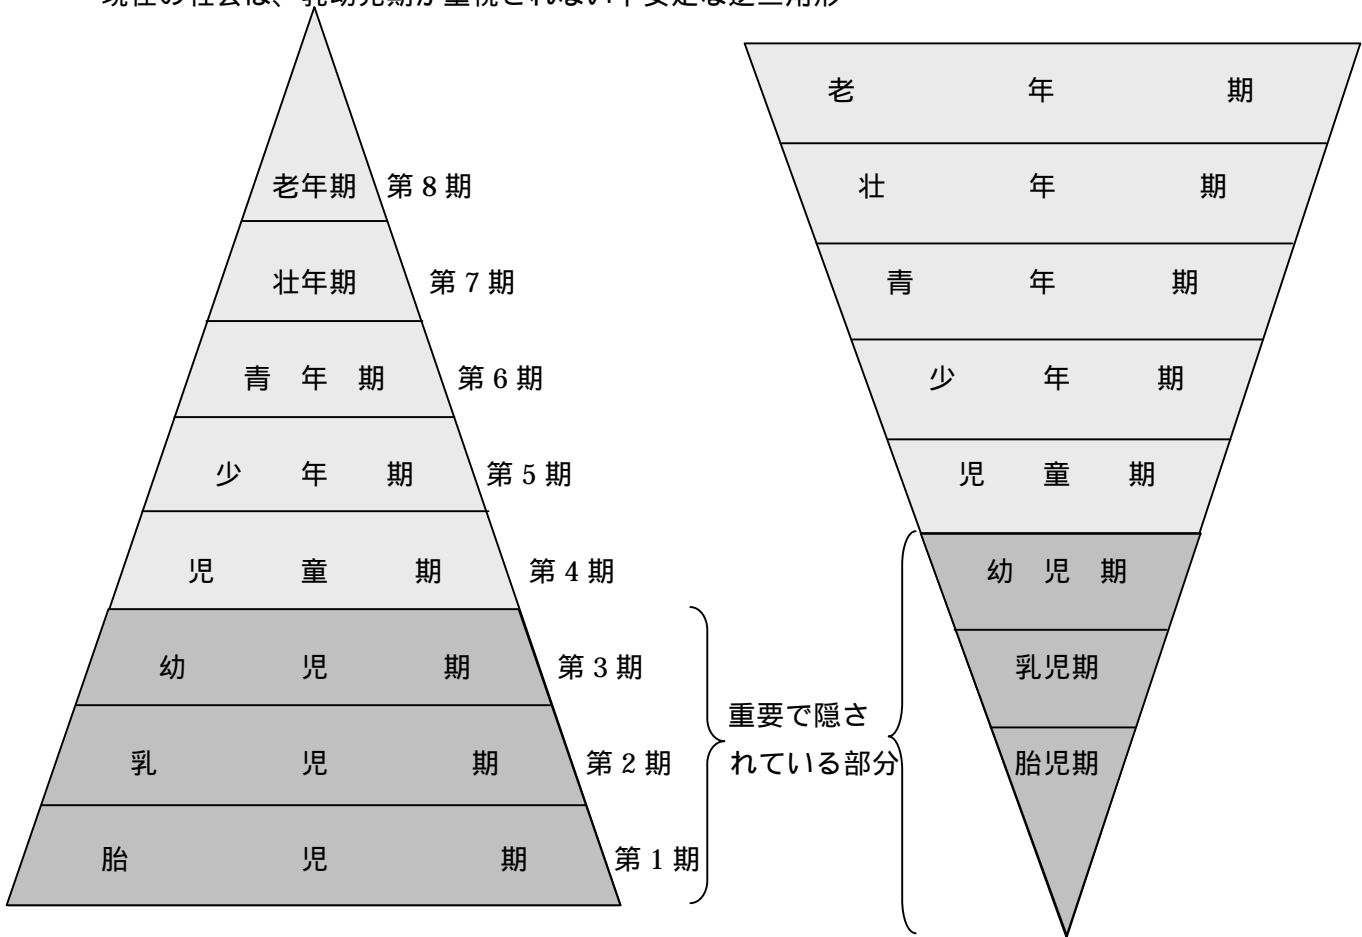 現在の社会は、乳幼児期が重視されない不安定な逆三角形
老年期 第8期
壮年期 第7期
青 年 期 第6期
少 年 期 第5期
児 童 期 第4期
幼 児 期 第3期
乳 児 期 第2期
胎 児 期 第1期
重要で隠さ
れている部分
老 年 期
壮 年 期
青 年 期
少 年 期
児 童 期
幼 児 期
乳児期
胎児期